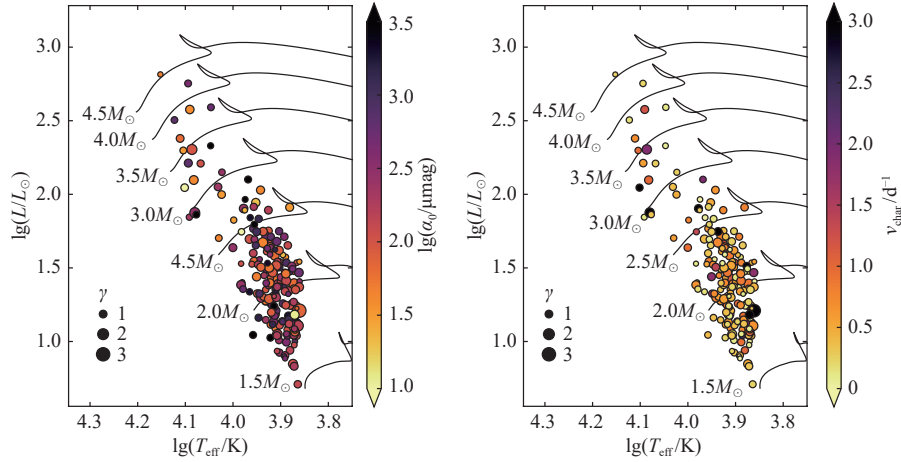 3.0
2.5
2.0
1.5
1.0
lg(L/L⊙)
4.5M⊙
4.0M⊙
3.5M⊙
3.0M⊙
4.5M⊙
2.0M⊙
1.5M⊙
γ
1
2
3
4.3 4.2 4.1 4.0 3.9 3.8
lg(Teff/K)
3.5
3.0
2.5
2.0
1.5
1.0
lg(α0)/μmag
3.0
2.5
2.0
1.5
1.0
lg(L/L⊙)
4.5M⊙
4.0M⊙
3.5M⊙
3.0M⊙
2.5M⊙
2.0M⊙
1.5M⊙
γ
1
2
3
4.3 4.2 4.1 4.0 3.9 3.8
lg(Teff/K)
3.0
2.5
2.0
1.5
1.0
0.5
0
νchar/d⁻¹